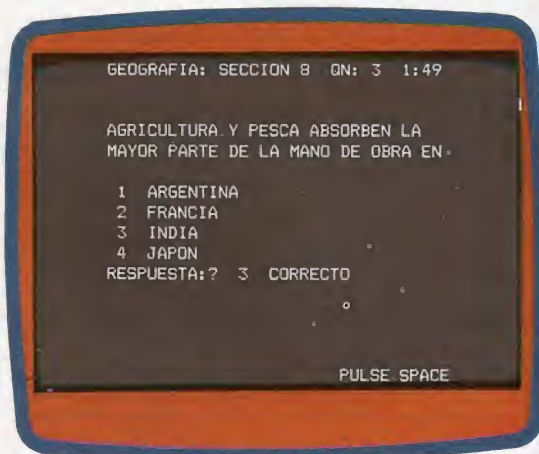 GEOGRAFIA: SECCION 8 QN: 3 1:49
AGRICULTURA Y PESCA ABSORBEN LA
MAYOR PARTE DE LA MANO DE OBRA EN
1 ARGENTINA
2 FRANCIA
3 INDIA
4 JAPON
RESPUESTA:? 3 CORRECTO
PULSE SPACE